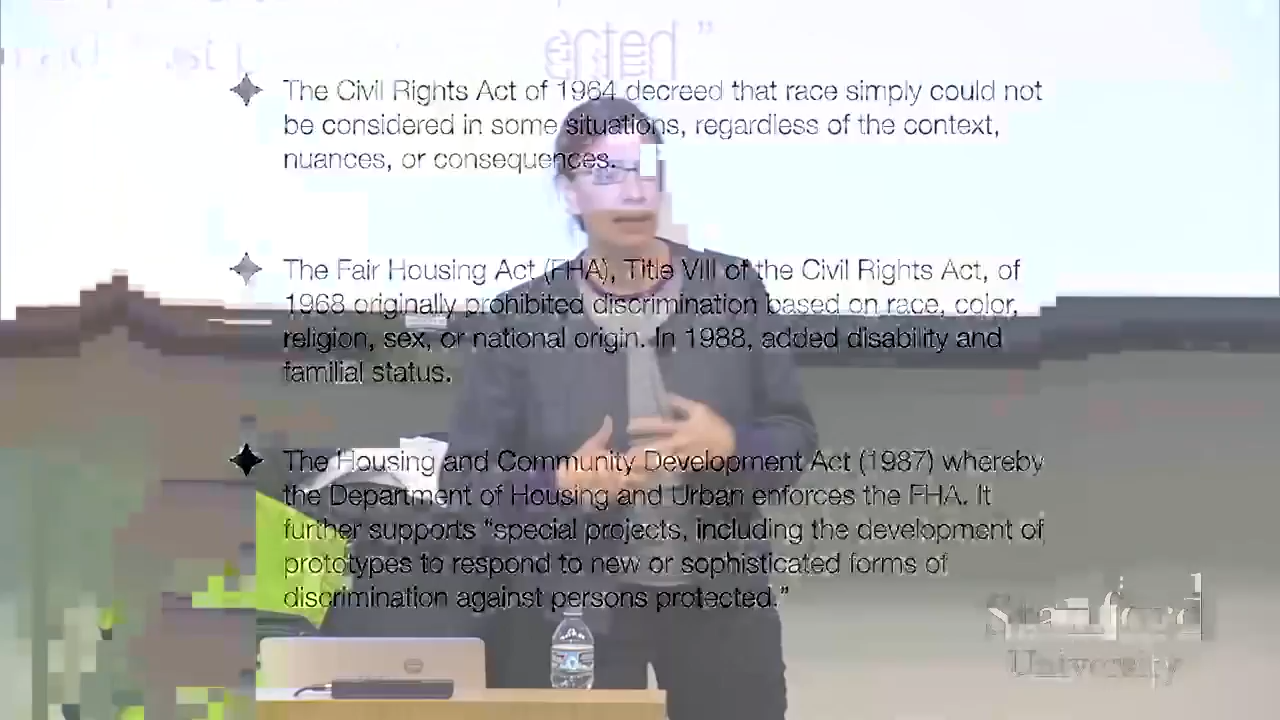 ected."
The Civil Rights Act of 1964 decreed that race simply could not
be considered in some situations, regardless of the context,
nuances, or consequences.
The Fair Housing Act (FHA), Title VIII of the Civil Rights Act, of
1968 originally prohibited discrimination based on race, color,
religion, sex, or national origin. In 1988, added disability and
familial status.
The Housing and Community Development Act (1987) whereby
the Department of Housing and Urban enforces the FHA. It
further supports “special projects, including the development of
prototypes to respond to new or sophisticated forms of
discrimination against persons protected.”
Stanford
University